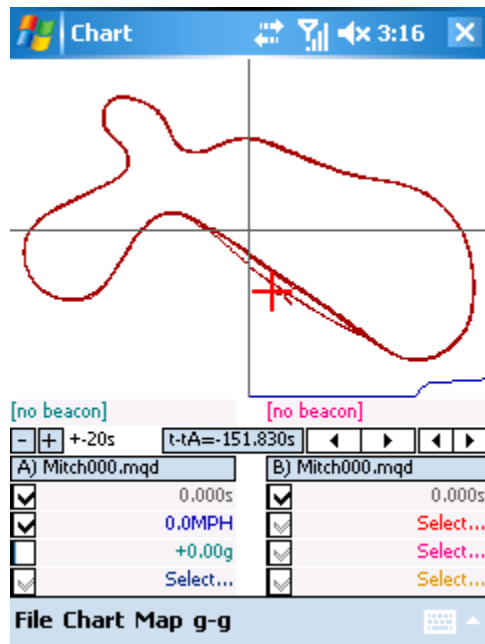 Chart 3:16
[no beacon] [no beacon]
- + +-20s t-tA=-151.830s
A) Mitch000.mqd B) Mitch000.mqd
0.000s 0.000s
0.0MPH Select...
+0.00g Select...
Select... Select...
File Chart Map g-g